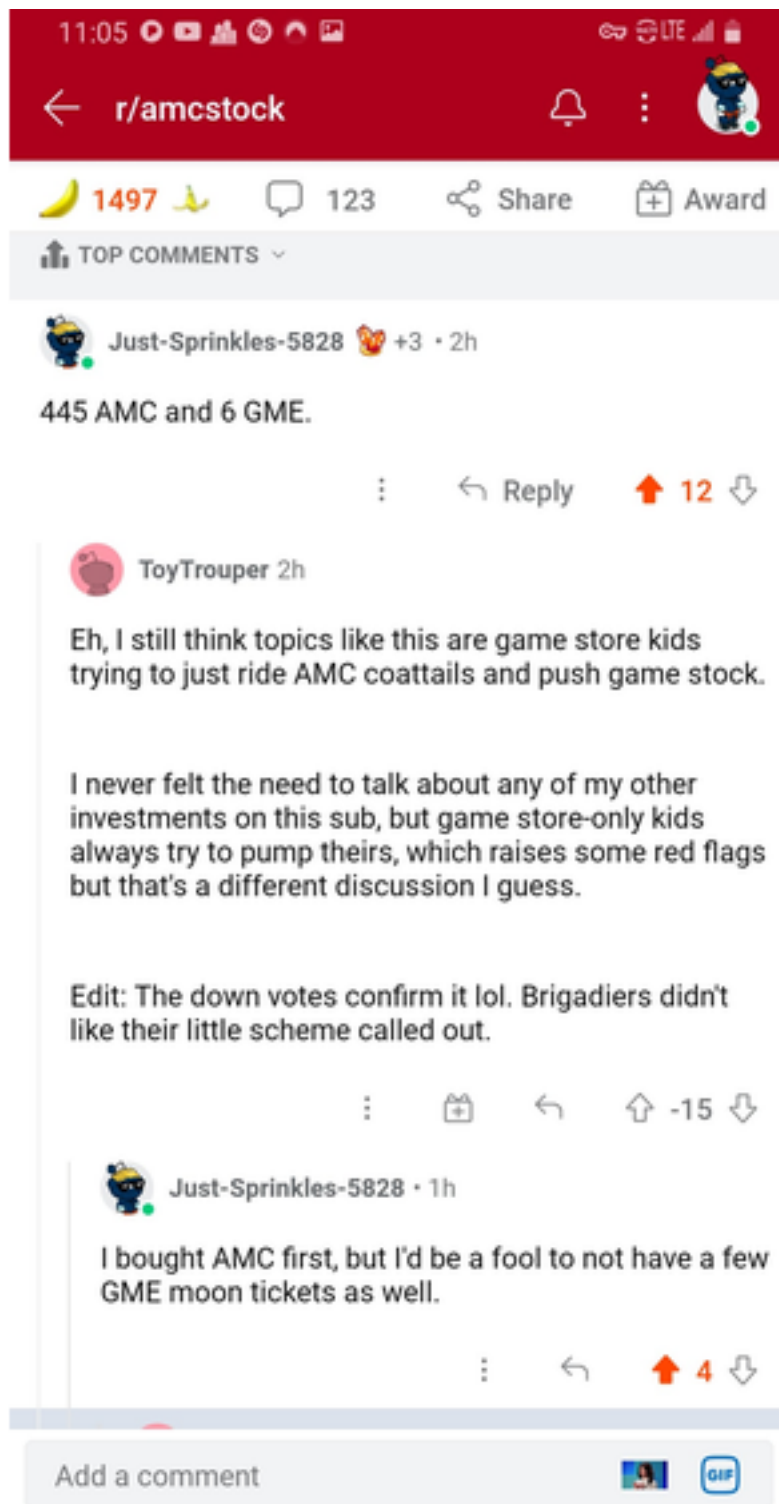 11:05
LTE
r/amcstock
1497
123
Share
Award
TOP COMMENTS
Just-Sprinkles-5828 +3 • 2h
445 AMC and 6 GME.
Reply
12
ToyTrouper 2h
Eh, I still think topics like this are game store kids
trying to just ride AMC coattails and push game stock.
I never felt the need to talk about any of my other
investments on this sub, but game store-only kids
always try to pump theirs, which raises some red flags
but that's a different discussion I guess.
Edit: The down votes confirm it lol. Brigadiers didn't
like their little scheme called out.
-15
Just-Sprinkles-5828 • 1h
I bought AMC first, but I'd be a fool to not have a few
GME moon tickets as well.
4
Add a comment
GIF